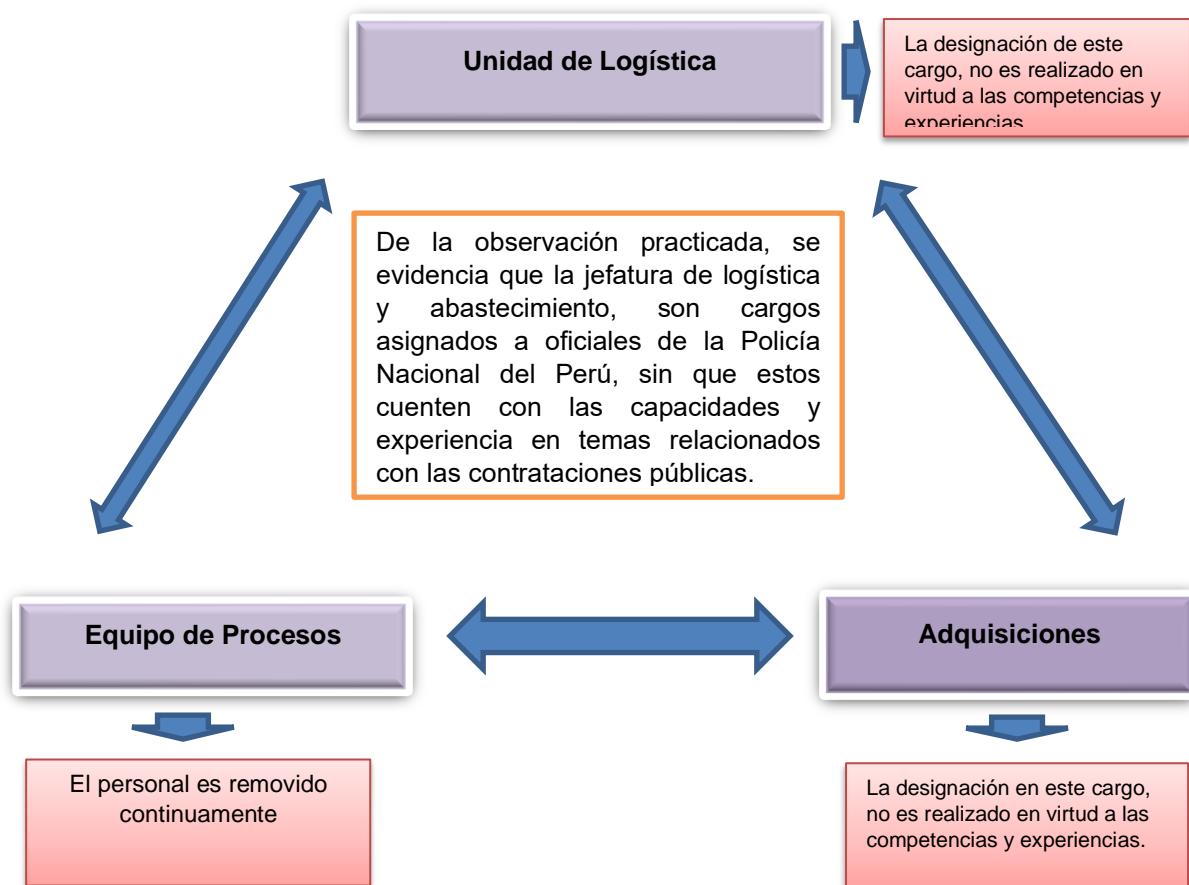 Unidad de Logística
La designación de este
cargo, no es realizado en
virtud a las competencias y
experiencias
De la observación practicada, se
evidencia que la jefatura de logística
y abastecimiento, son cargos
asignados a oficiales de la Policía
Nacional del Perú, sin que estos
cuenten con las capacidades y
experiencia en temas relacionados
con las contrataciones públicas.
Equipo de Procesos
Adquisiciones
El personal es removido
continuamente
La designación en este cargo,
no es realizado en virtud a las
competencias y experiencias.